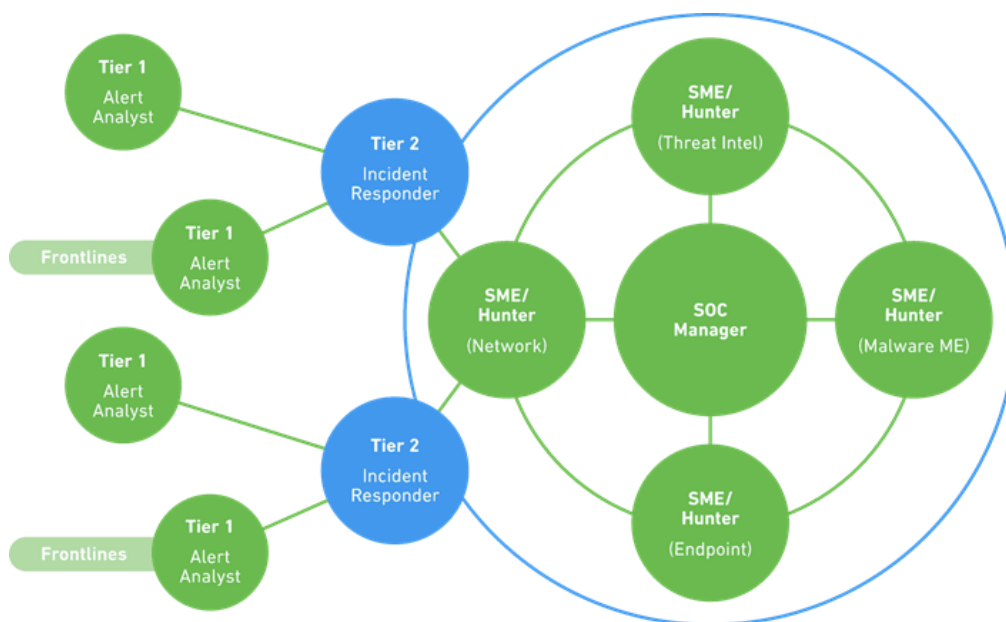 Tier 1
Alert
Analyst
Tier 2
Incident
Responder
Frontlines
Tier 1
Alert
Analyst
Tier 1
Alert
Analyst
Tier 2
Incident
Responder
Frontlines
Tier 1
Alert
Analyst
SME/
Hunter
(Threat Intel)
SME/
Hunter
(Network)
SOC
Manager
SME/
Hunter
(Malware ME)
SME/
Hunter
(Endpoint)